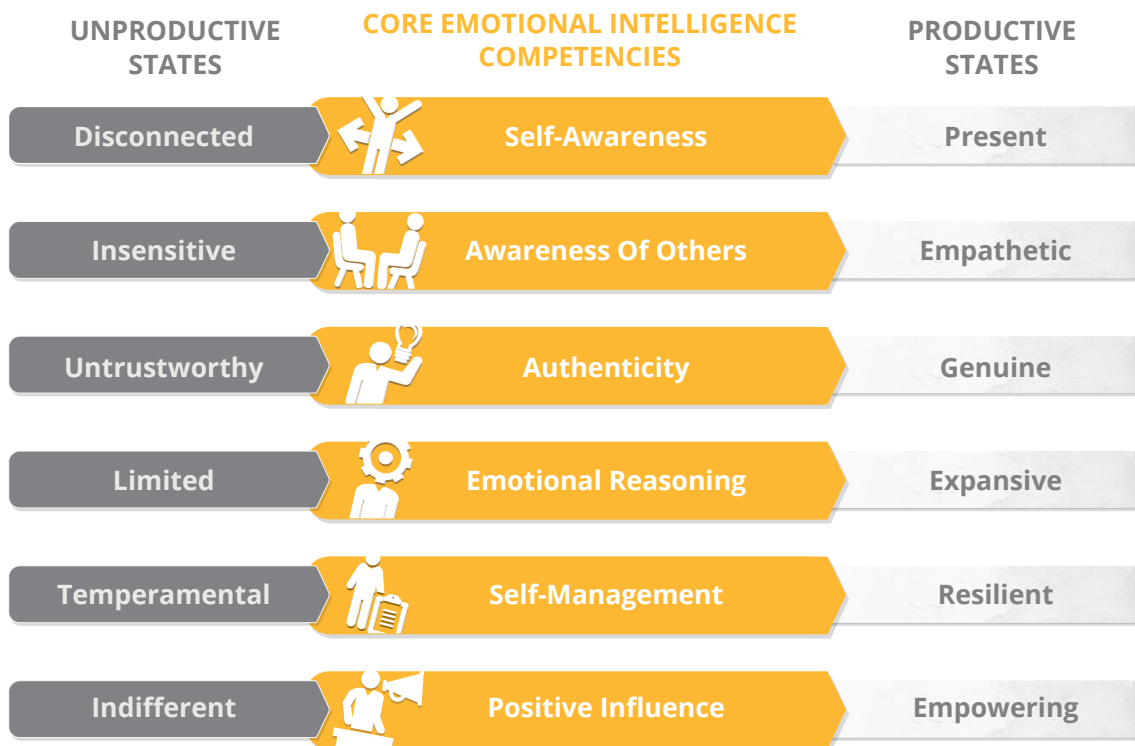 UNPRODUCTIVE
STATES
CORE EMOTIONAL INTELLIGENCE
COMPETENCIES
PRODUCTIVE
STATES
Disconnected
Self-Awareness
Present
Insensitive
Awareness Of Others
Empathetic
Untrustworthy
Authenticity
Genuine
Limited
Emotional Reasoning
Expansive
Temperamental
Self-Management
Resilient
Indifferent
Positive Influence
Empowering